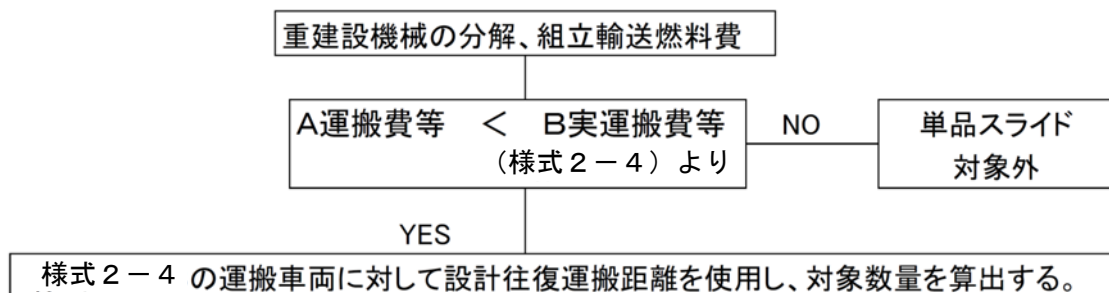 重建設機械の分解、組立輸送燃料費
A運搬費等　＜　B実運搬費等
（様式２－４）より
NO
単品スライド
対象外
YES
様式２－４ の運搬車両に対して設計往復運搬距離を使用し、対象数量を算出する。